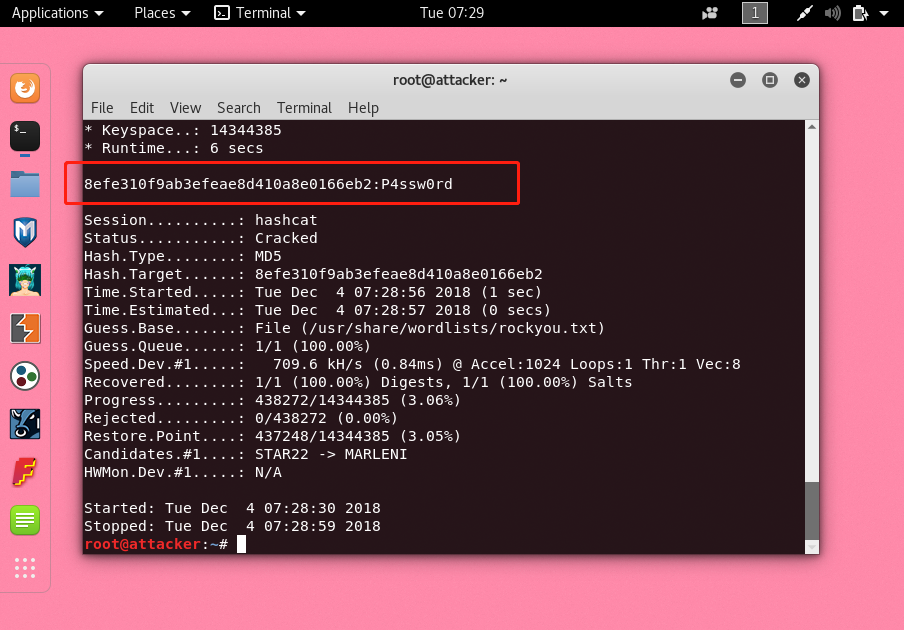 Applications Places Terminal Tue 07:29 1
root@attacker: ~
File Edit View Search Terminal Help
* Keyspace..: 14344385
* Runtime...: 6 secs
8efe310f9ab3efeae8d410a8e0166eb2:P4ssw0rd
Session..........: hashcat
Status...........: Cracked
Hash.Type........: MD5
Hash.Target......: 8efe310f9ab3efeae8d410a8e0166eb2
Time.Started.....: Tue Dec  4 07:28:56 2018 (1 sec)
Time.Estimated...: Tue Dec  4 07:28:57 2018 (0 secs)
Guess.Base.......: File (/usr/share/wordlists/rockyou.txt)
Guess.Queue......: 1/1 (100.00%)
Speed.Dev.#1.....:   709.6 kH/s (0.84ms) @ Accel:1024 Loops:1 Thr:1 Vec:8
Recovered........: 1/1 (100.00%) Digests, 1/1 (100.00%) Salts
Progress.........: 438272/14344385 (3.06%)
Rejected.........: 0/438272 (0.00%)
Restore.Point....: 437248/14344385 (3.05%)
Candidates.#1....: STAR22 -> MARLENI
HWMon.Dev.#1.....: N/A
Started: Tue Dec  4 07:28:30 2018
Stopped: Tue Dec  4 07:28:59 2018
root@attacker:~#